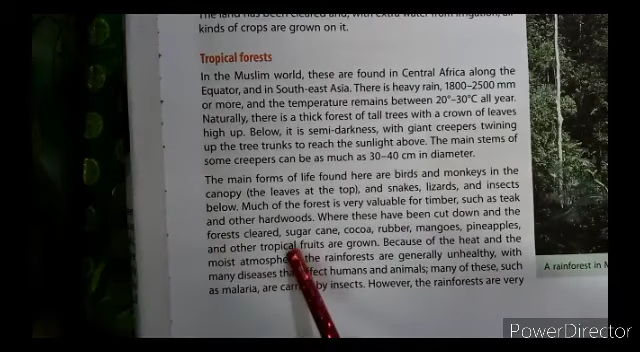 The land has been cleared and, with extra water from irrigation, all
kinds of crops are grown on it.
Tropical forests
In the Muslim world, these are found in Central Africa along the
Equator, and in South-east Asia. There is heavy rain, 1800–2500 mm
or more, and the temperature remains between 20°–30°C all year.
Naturally, there is a thick forest of tall trees with a crown of leaves
high up. Below, it is semi-darkness, with giant creepers twining
up the tree trunks to reach the sunlight above. The main stems of
some creepers can be as much as 30–40 cm in diameter.
The main forms of life found here are birds and monkeys in the
canopy (the leaves at the top), and snakes, lizards, and insects
below. Much of the forest is very valuable for timber, such as teak
and other hardwoods. Where these have been cut down and the
forests cleared, sugar cane, cocoa, rubber, mangoes, pineapples,
and other tropical fruits are grown. Because of the heat and the
moist atmosphe the rainforests are generally unhealthy, with
many diseases th ffect humans and animals; many of these, such
as malaria, are car by insects. However, the rainforests are very
A rainforest in M
PowerDirector